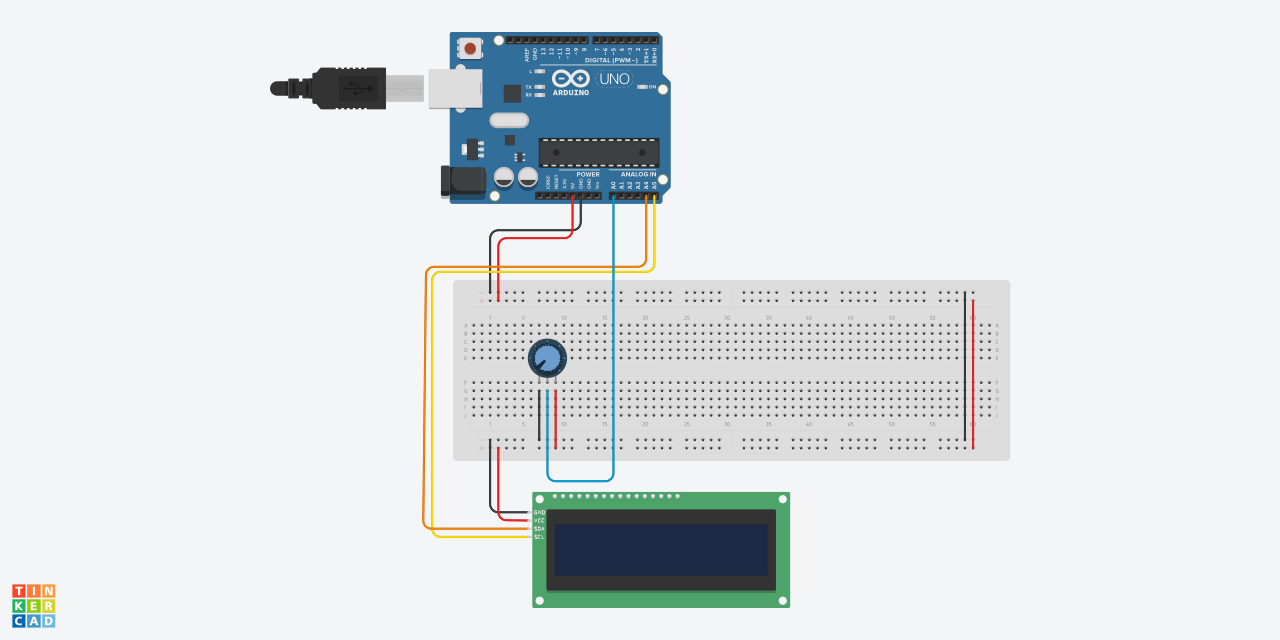 AREF
GND
13
12
~11
~10
~9
8
7
~6
~5
4
~3
2
TX→1
RX←0
DIGITAL (PWM~)
L
TX
RX
ARDUINO
UNO
ON
POWER
ANALOG IN
IOREF
RESET
3.3V
5V
GND
GND
Vin
A0
A1
A2
A3
A4
A5
1 5 10 15 20 25 30 35 40 45 50 55 60
A A
B B
C C
D D
E E
F F
G G
H H
I I
J J
1 5 10 15 20 25 30 35 40 45 50 55 60
GND
VCC
SDA
SCL
TIN
KER
CAD